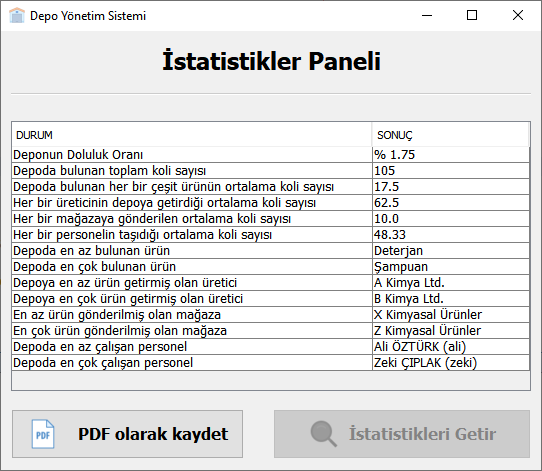 Depo Yönetim Sistemi
İstatistikler Paneli
DURUM SONUÇ
Deponun Doluluk Oranı % 1.75
Depoda bulunan toplam koli sayısı 105
Depoda bulunan her bir çeşit ürünün ortalama koli sayısı 17.5
Her bir üreticinin depoya getirdiği ortalama koli sayısı 62.5
Her bir mağazaya gönderilen ortalama koli sayısı 10.0
Her bir personelin taşıdığı ortalama koli sayısı 48.33
Depoda en az bulunan ürün Deterjan
Depoda en çok bulunan ürün Şampuan
Depoya en az ürün getirmiş olan üretici A Kimya Ltd.
Depoya en çok ürün getirmiş olan üretici B Kimya Ltd.
En az ürün gönderilmiş olan mağaza X Kimyasal Ürünler
En çok ürün gönderilmiş olan mağaza Z Kimyasal Ürünler
Depoda en az çalışan personel Ali ÖZTÜRK (ali)
Depoda en çok çalışan personel Zeki ÇIPLAK (zeki)
PDF PDF olarak kaydet İstatistikleri Getir